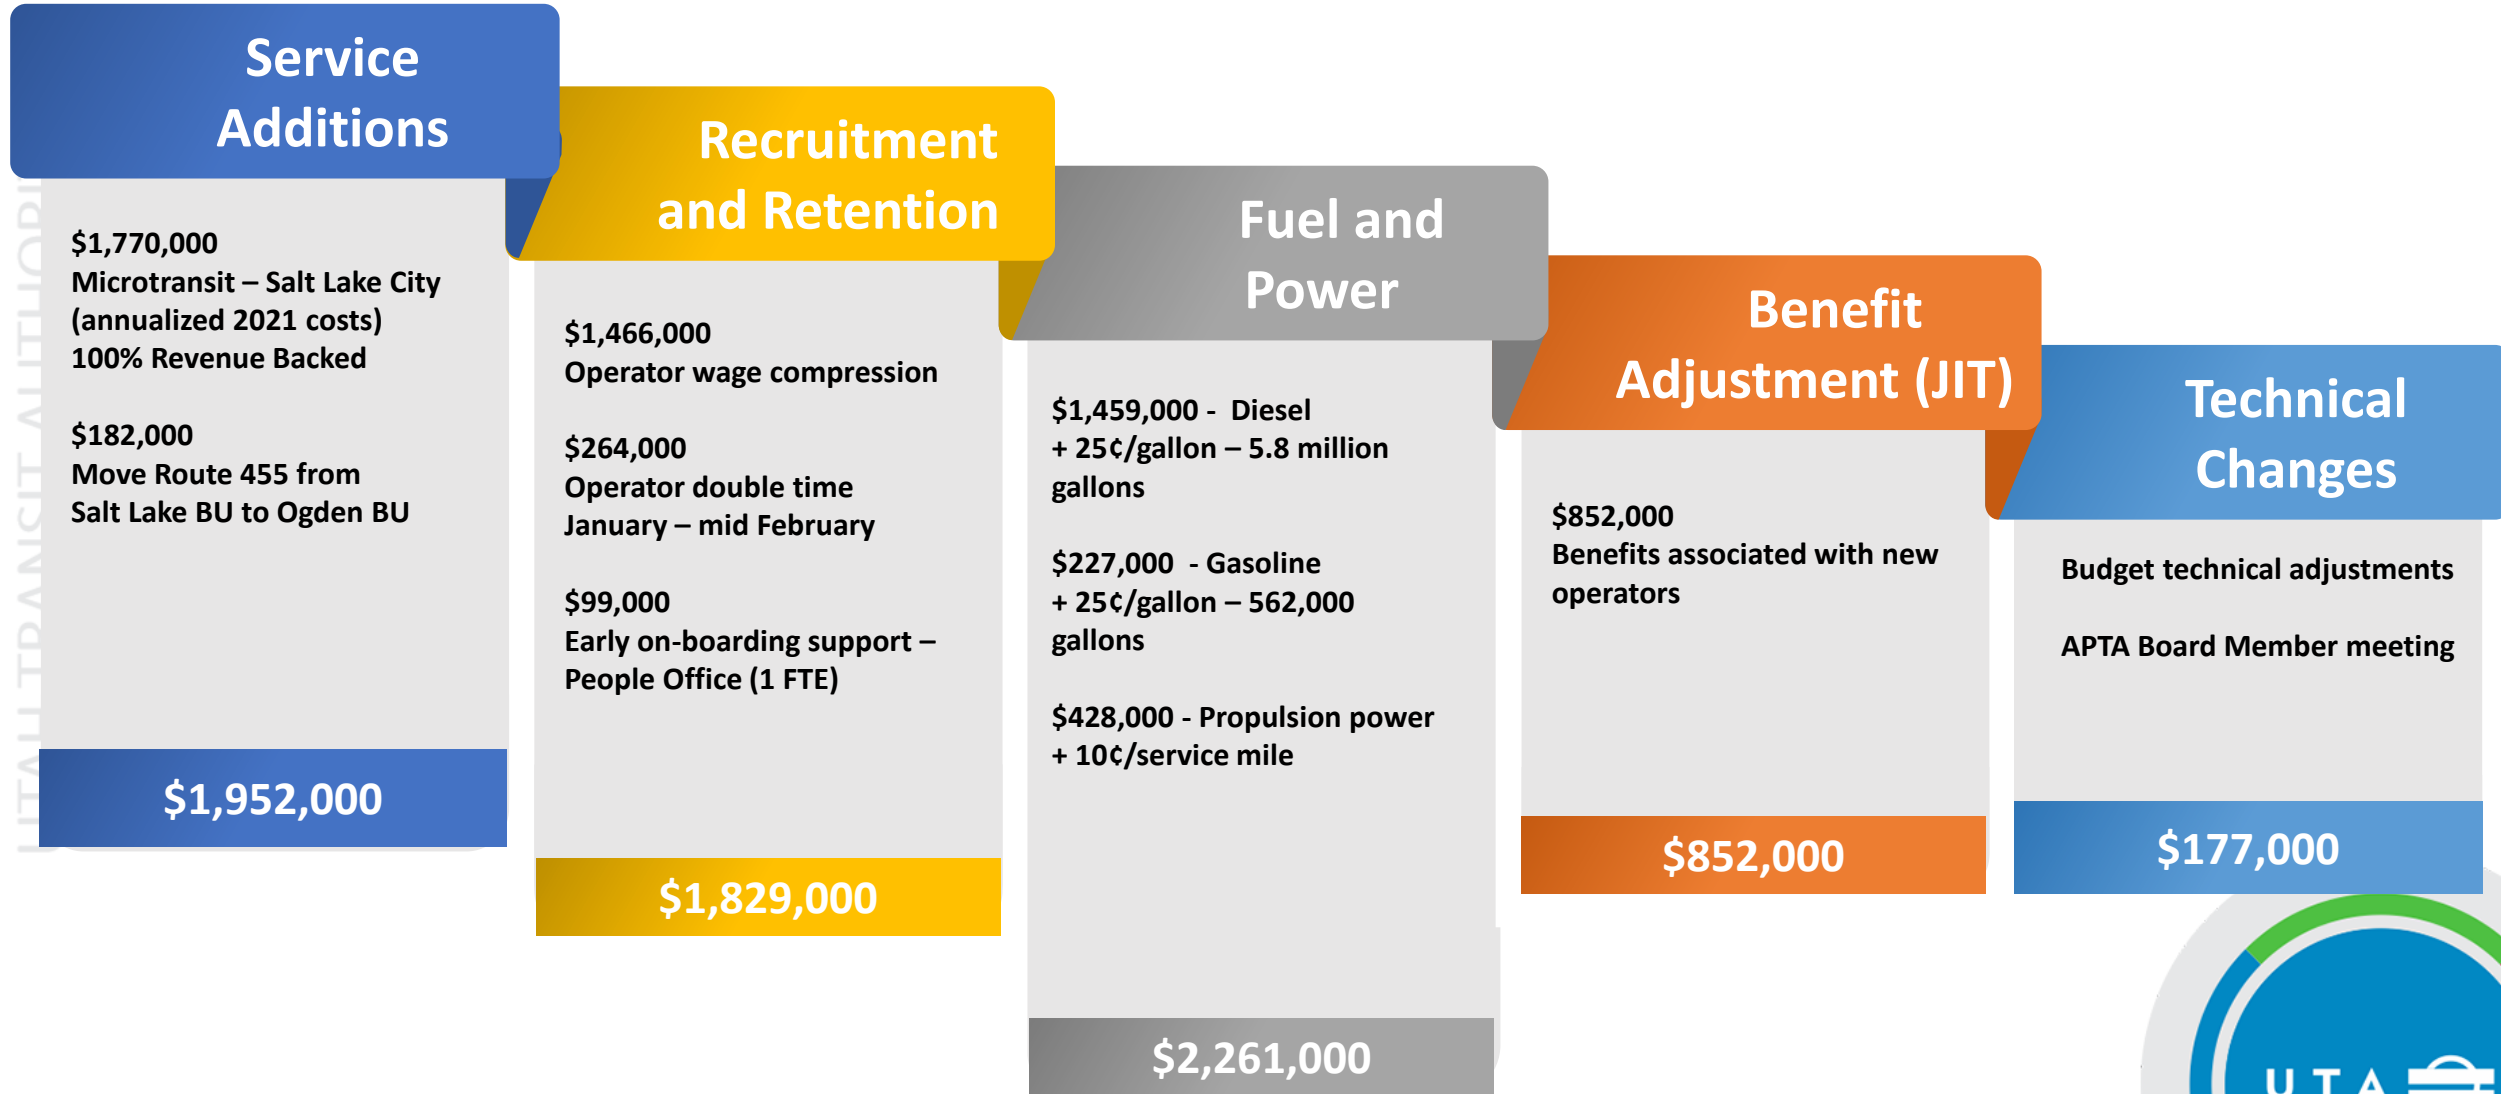 Service
Additions
$1,770,000
Microtransit – Salt Lake City
(annualized 2021 costs)
100% Revenue Backed
$182,000
Move Route 455 from
Salt Lake BU to Ogden BU
$1,952,000
Recruitment
and Retention
$1,466,000
Operator wage compression
$264,000
Operator double time
January – mid February
$99,000
Early on-boarding support –
People Office (1 FTE)
$1,829,000
Fuel and
Power
$1,459,000 -  Diesel
+ 25¢/gallon – 5.8 million
gallons
$227,000  - Gasoline
+ 25¢/gallon – 562,000
gallons
$428,000 - Propulsion power
+ 10¢/service mile
$2,261,000
Benefit
Adjustment (JIT)
$852,000
Benefits associated with new
operators
$852,000
Technical
Changes
Budget technical adjustments
APTA Board Member meeting
$177,000
UTAH TRANSIT
U T A